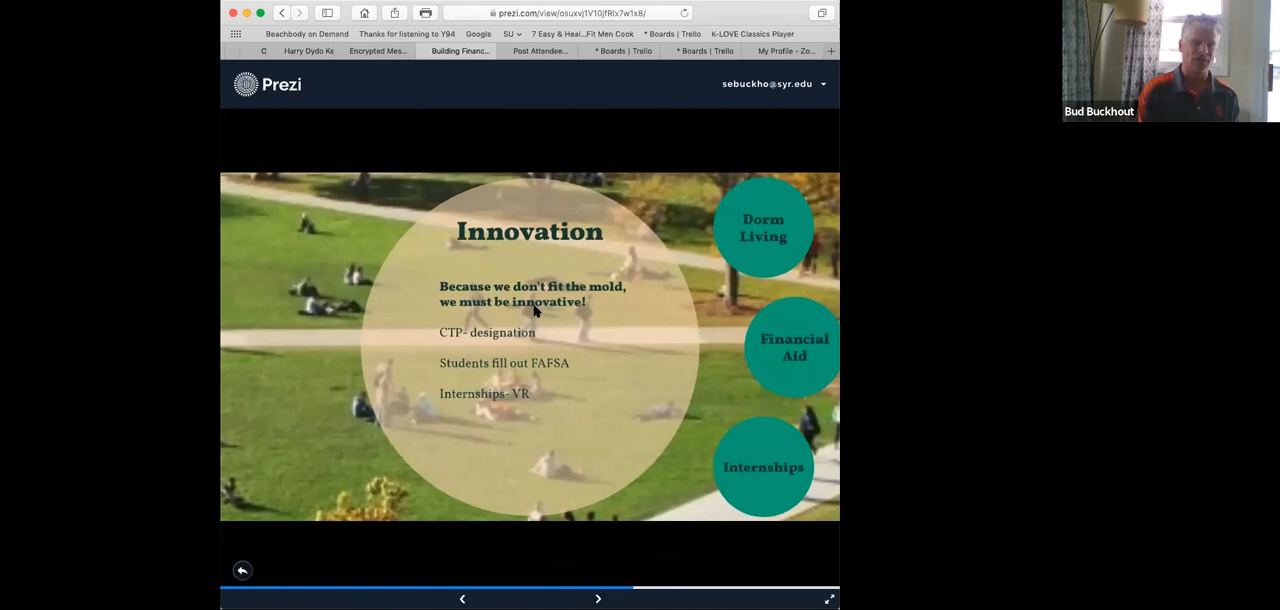 prezi.com/view/osuxvj1V10jfRlx7w1x8/
Beachbody on Demand Thanks for listening to Y94 Google SU 7 Easy & Heal...Fit Men Cook * Boards | Trello K-LOVE Classics Player
Harry Dydo Ke Encrypted Mes... Building Financ... Post Attendee... * Boards | Trello * Boards | Trello My Profile - Zo...
Prezi
sebuckho@syr.edu
Bud Buckhout
Innovation
Because we don't fit the mold,
we must be innovative!
CTP- designation
Students fill out FAFSA
Internships- VR
Dorm
Living
Financial
Aid
Internships